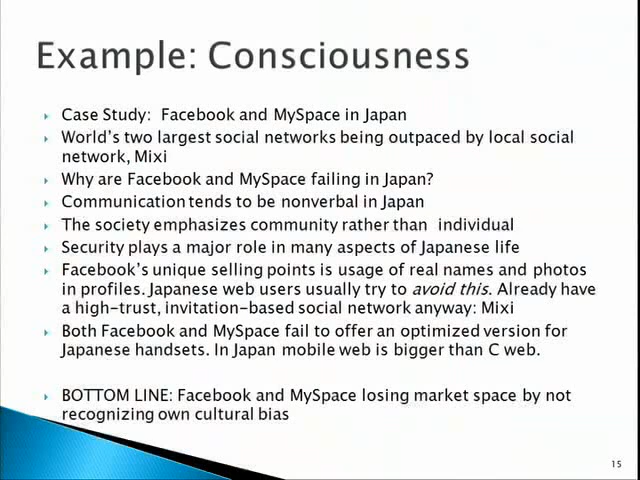 Example: Consciousness
Case Study: Facebook and MySpace in Japan
World's two largest social networks being outpaced by local social
network, Mixi
Why are Facebook and MySpace failing in Japan?
Communication tends to be nonverbal in Japan
The society emphasizes community rather than individual
Security plays a major role in many aspects of Japanese life
Facebook's unique selling points is usage of real names and photos
in profiles. Japanese web users usually try to avoid this. Already have
a high-trust, invitation-based social network anyway: Mixi
Both Facebook and MySpace fail to offer an optimized version for
Japanese handsets. In Japan mobile web is bigger than C web.
BOTTOM LINE: Facebook and MySpace losing market space by not
recognizing own cultural bias
15